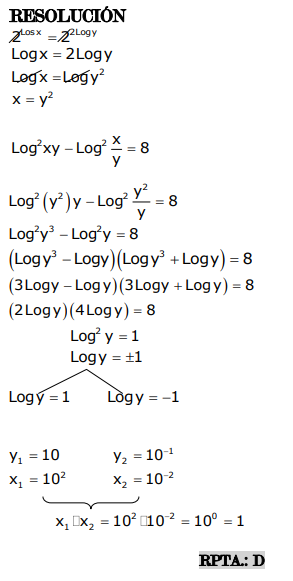 RESOLUCIÓN
2^Losx = 2^2Logy
Logx = 2Logy
Logx = Logy²
x = y²
Log²xy − Log² x/y = 8
Log²(y²)y − Log² y²/y = 8
Log²y³ − Log²y = 8
(Logy³ − Logy)(Logy³ + Logy) = 8
(3Logy − Logy)(3Logy + Logy) = 8
(2Logy)(4Logy) = 8
Log² y = 1
Logy = ±1
Logy = 1 Logy = −1
y₁ = 10 y₂ = 10⁻¹
x₁ = 10² x₂ = 10⁻²
x₁ □x₂ = 10² □10⁻² = 10⁰ = 1
RPTA.: D